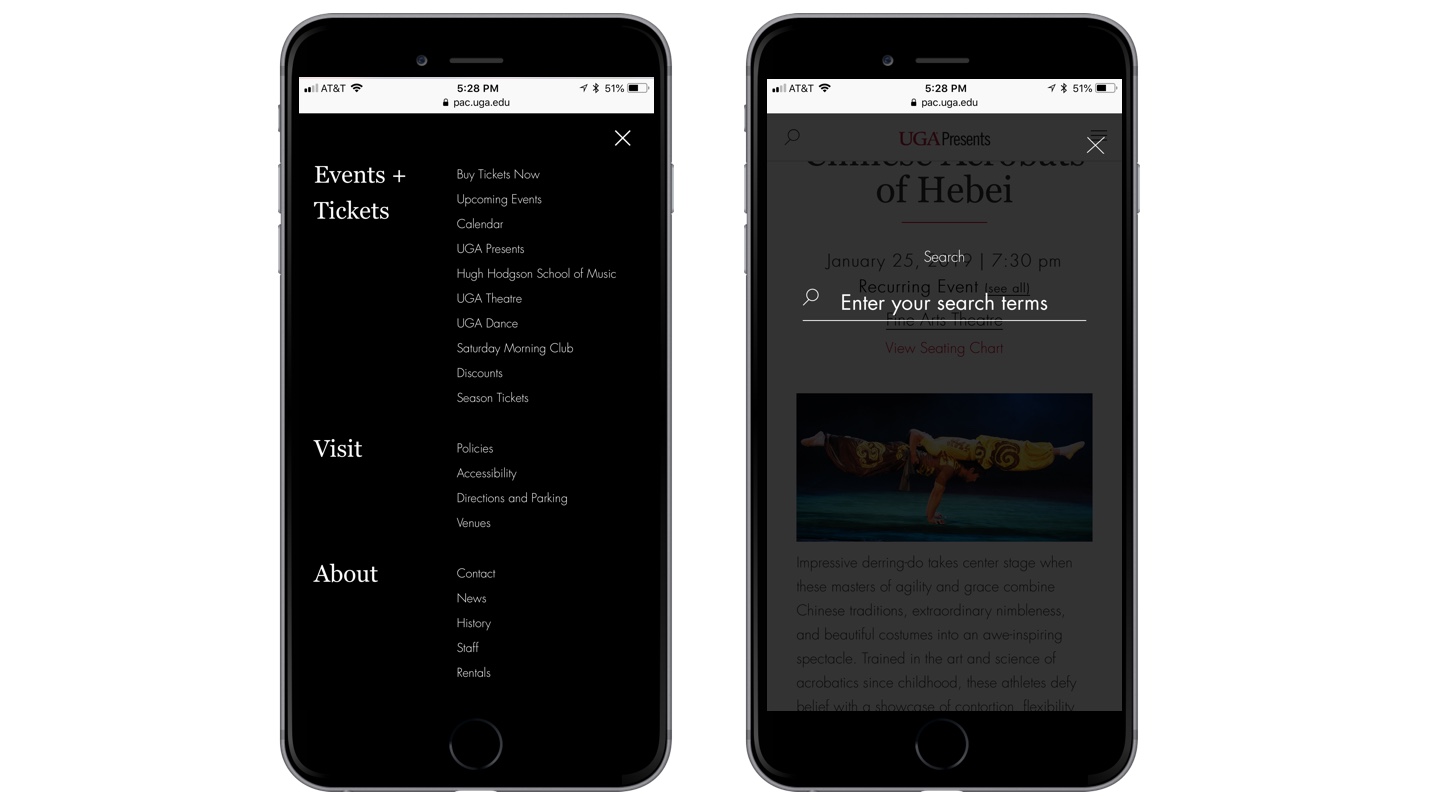 AT&T 5:28 PM 51%
pac.uga.edu
Events +
Tickets
Buy Tickets Now
Upcoming Events
Calendar
UGA Presents
Hugh Hodgson School of Music
UGA Theatre
UGA Dance
Saturday Morning Club
Discounts
Season Tickets
Visit
Policies
Accessibility
Directions and Parking
Venues
About
Contact
News
History
Staff
Rentals
AT&T 5:28 PM 51%
pac.uga.edu
UGA Presents
Chinese Acrobats
of Hebei
Search
January 25, 2019 | 7:30 pm
Recurring Event (see all)
Enter your search terms
Fine Arts Theatre
View Seating Chart
Impressive derring-do takes center stage when
these masters of agility and grace combine
Chinese traditions, extraordinary nimbleness,
and beautiful costumes into an awe-inspiring
spectacle. Trained in the art and science of
acrobatics since childhood, these athletes defy
belief with a showcase of contortion, flexibility